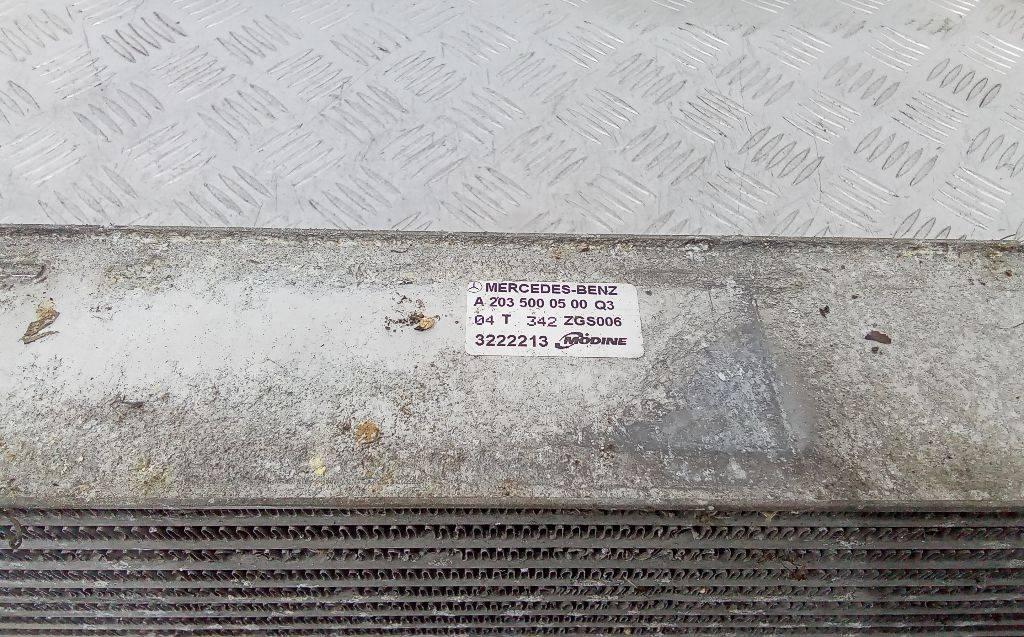 MERCEDES-BENZ
A 203 500 05 00 Q3
04 T 342 ZGS006
3222213 MODINE